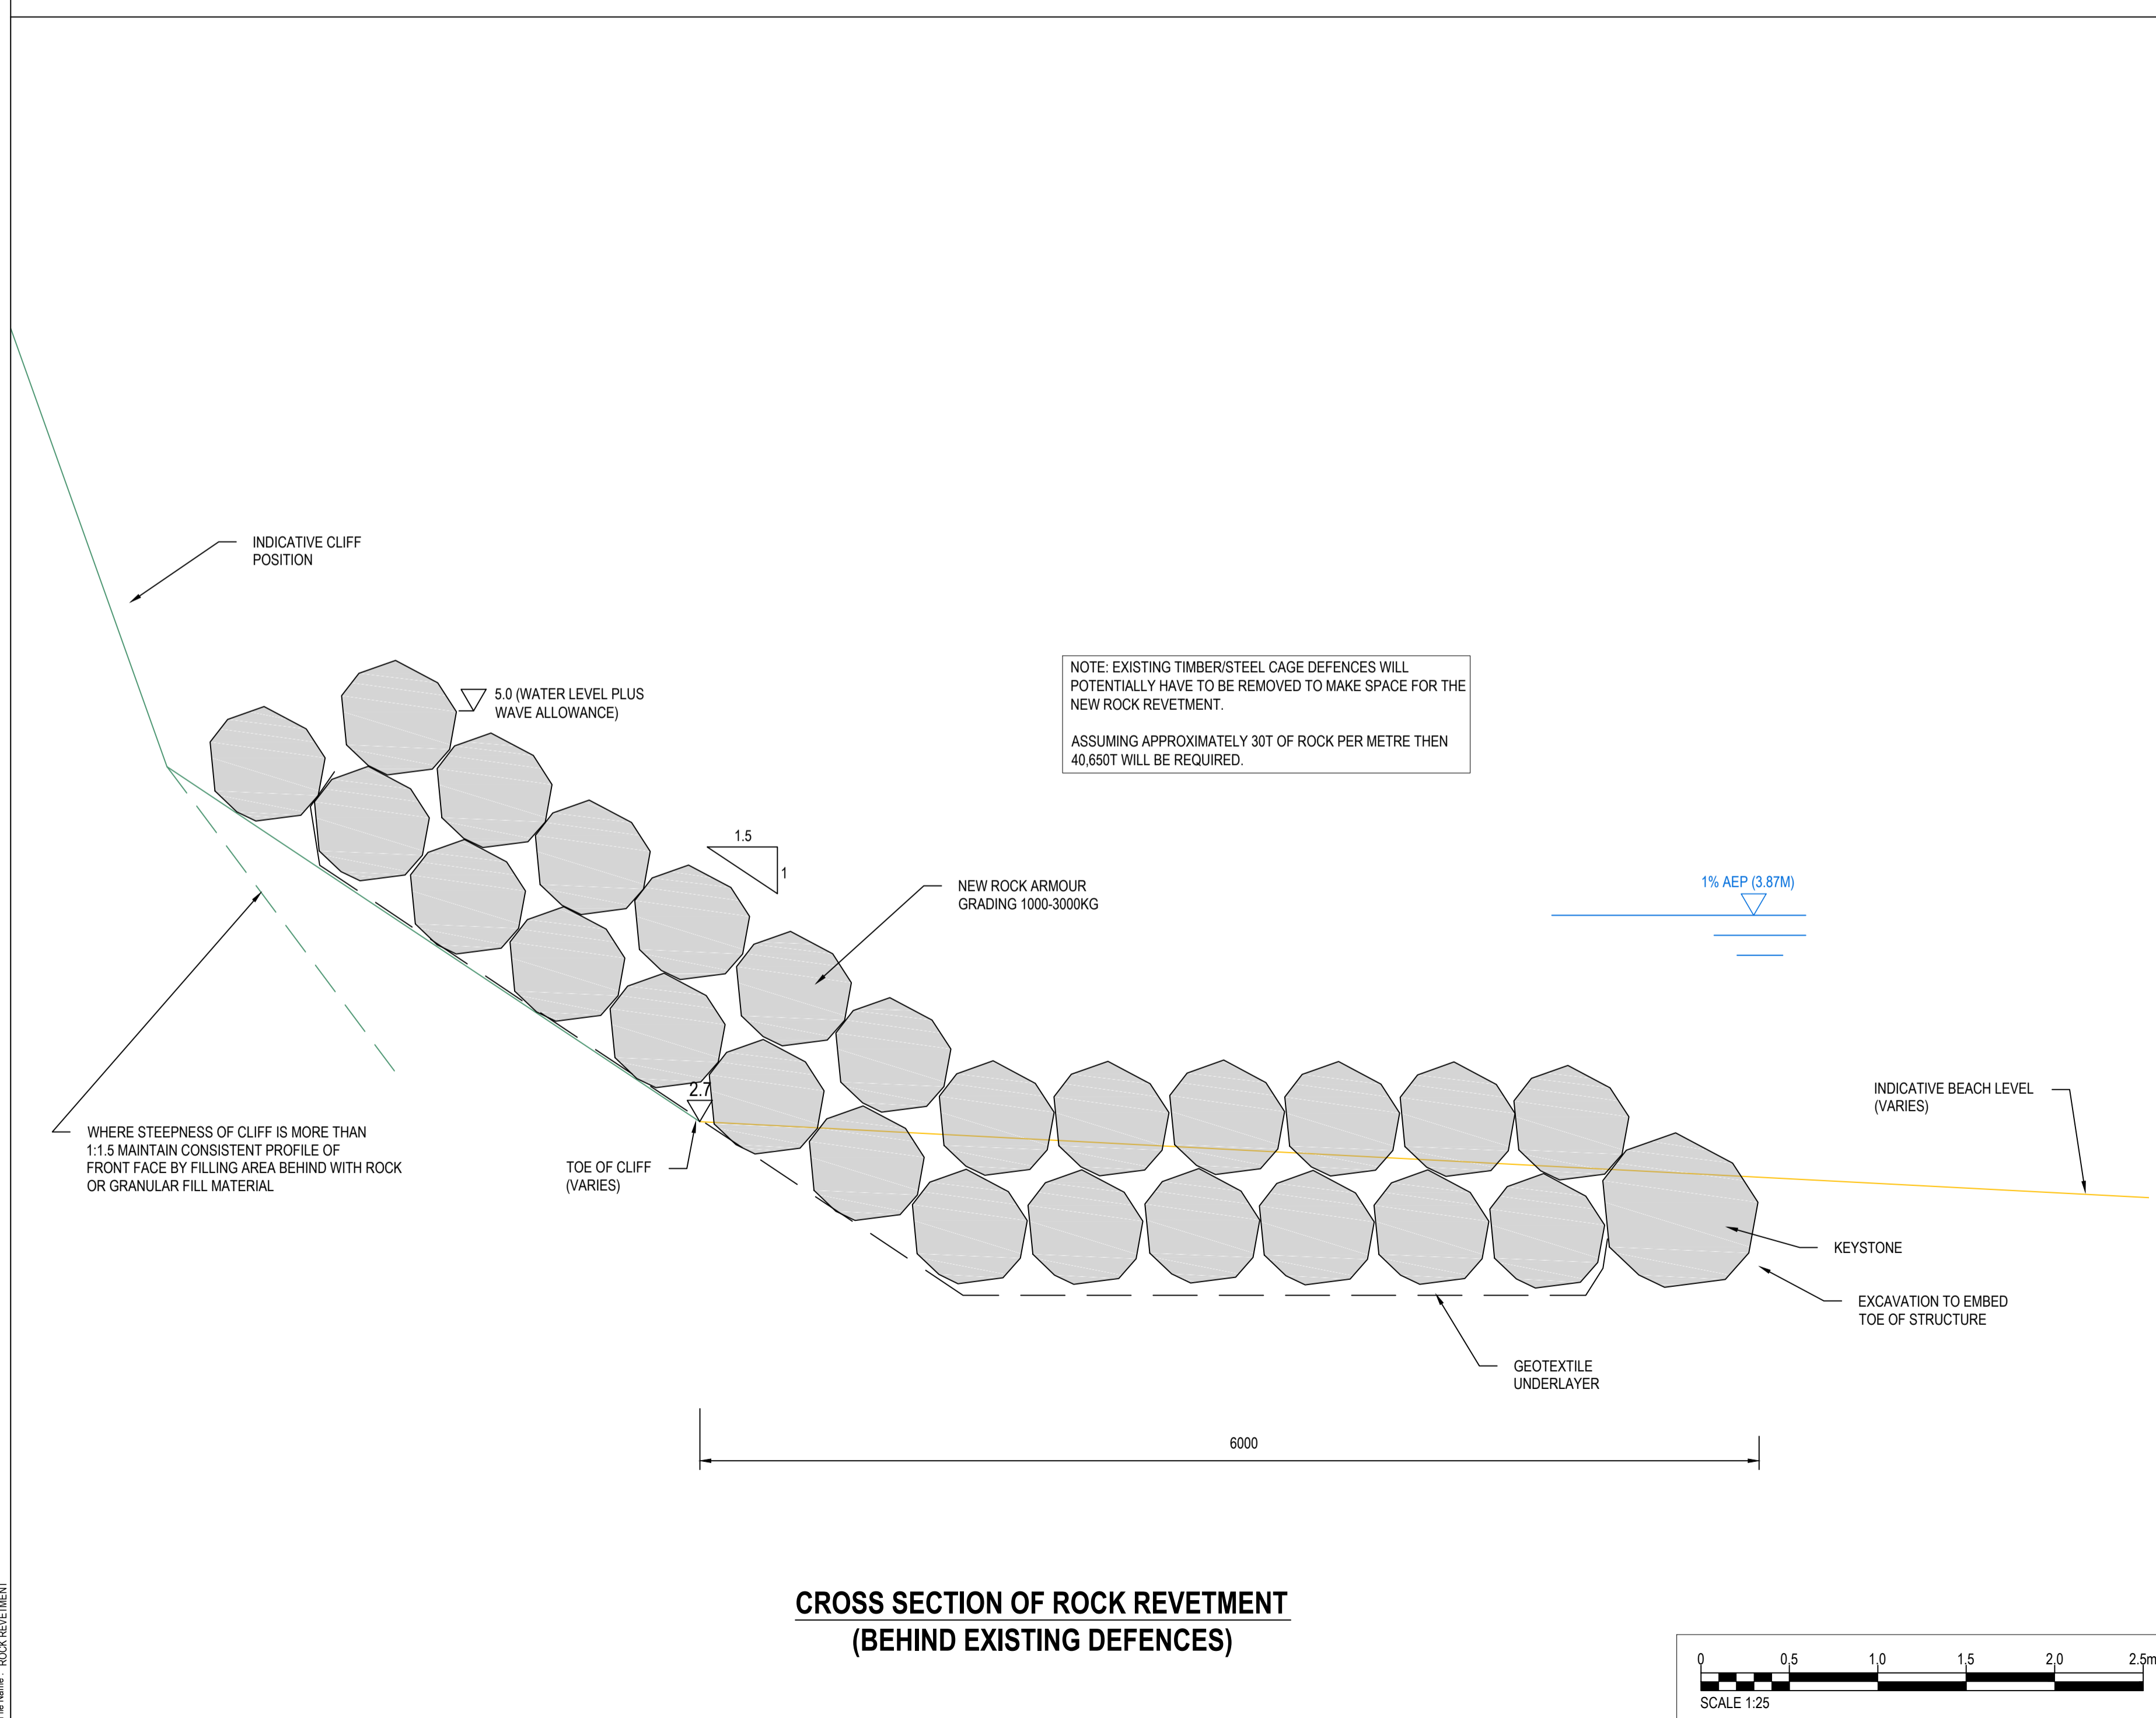 INDICATIVE CLIFF
POSITION
5.0 (WATER LEVEL PLUS
WAVE ALLOWANCE)
NOTE: EXISTING TIMBER/STEEL CAGE DEFENCES WILL
POTENTIALLY HAVE TO BE REMOVED TO MAKE SPACE FOR THE
NEW ROCK REVETMENT.
ASSUMING APPROXIMATELY 30T OF ROCK PER METRE THEN
40,650T WILL BE REQUIRED.
1.5
1
NEW ROCK ARMOUR
GRADING 1000-3000KG
1% AEP (3.87M)
2.7
INDICATIVE BEACH LEVEL
(VARIES)
WHERE STEEPNESS OF CLIFF IS MORE THAN
1:1.5 MAINTAIN CONSISTENT PROFILE OF
FRONT FACE BY FILLING AREA BEHIND WITH ROCK
OR GRANULAR FILL MATERIAL
TOE OF CLIFF
(VARIES)
KEYSTONE
EXCAVATION TO EMBED
TOE OF STRUCTURE
GEOTEXTILE
UNDERLAYER
6000
CROSS SECTION OF ROCK REVETMENT
(BEHIND EXISTING DEFENCES)
0 0.5 1.0 1.5 2.0 2.5m
SCALE 1:25
Name : ROCK REVETMENT